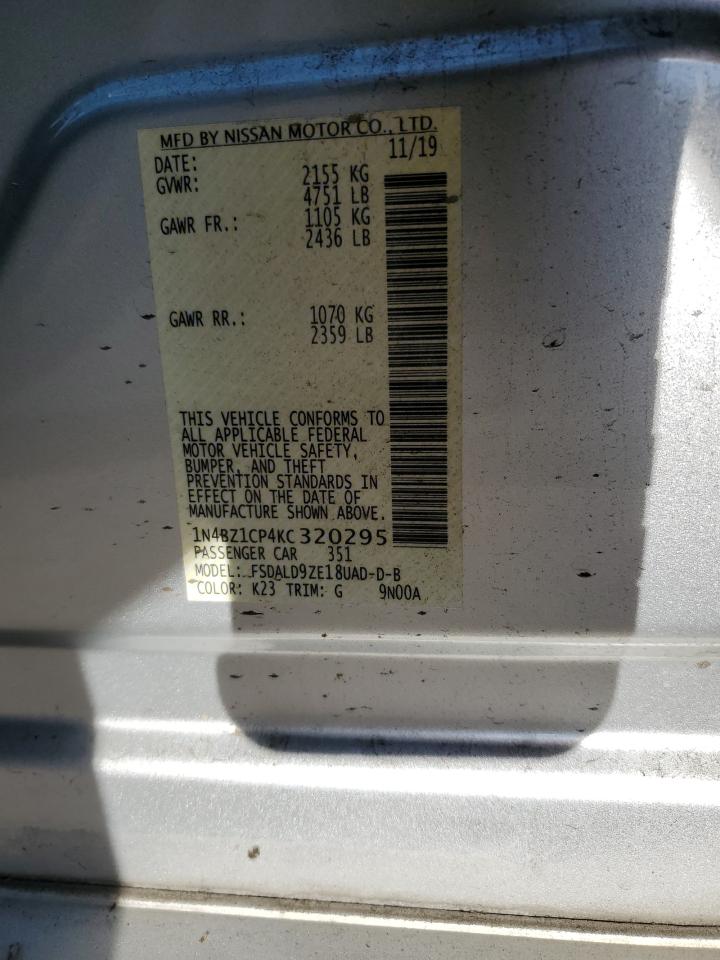 MFD BY NISSAN MOTOR CO., LTD.
DATE: 11/19
GVWR: 2155 KG
4751 LB
GAWR FR.: 1105 KG
2436 LB
GAWR RR.: 1070 KG
2359 LB
THIS VEHICLE CONFORMS TO
ALL APPLICABLE FEDERAL
MOTOR VEHICLE SAFETY,
BUMPER, AND THEFT
PREVENTION STANDARDS IN
EFFECT ON THE DATE OF
MANUFACTURE SHOWN ABOVE.
1N4BZ1CP4KC320295
PASSENGER CAR 351
MODEL: FSDALD9ZE18UAD-D-B
COLOR: K23 TRIM: G 9N00A